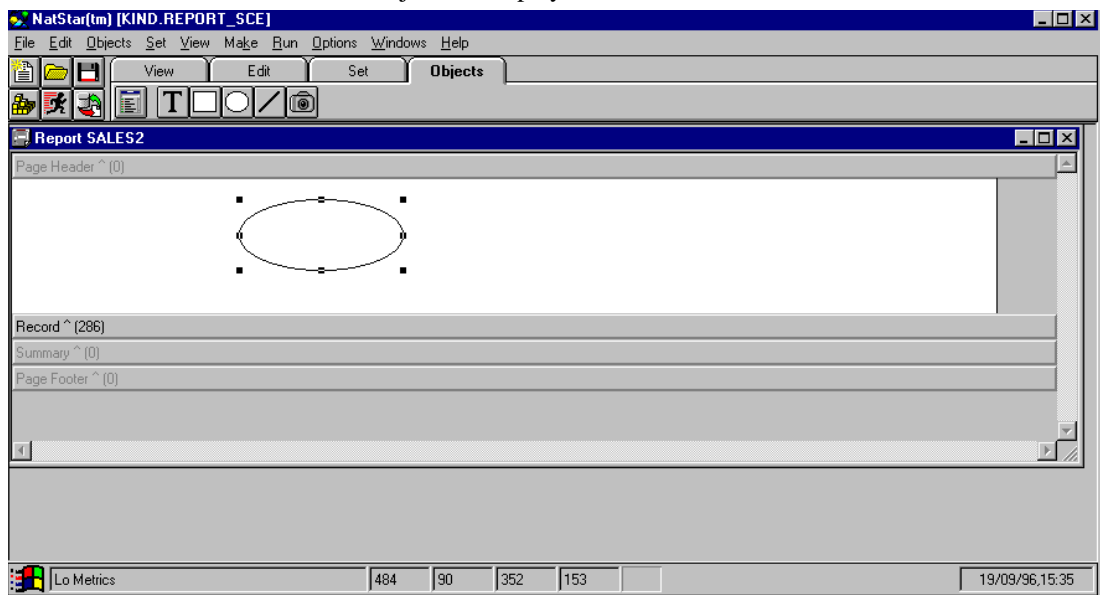 NatStar(tm) [KIND.REPORT_SCE]
File Edit Objects Set View Make Run Options Windows Help
View Edit Set Objects
T
Report SALES2
Page Header ^ (0)
Record ^ (286)
Summary ^ (0)
Page Footer ^ (0)
Lo Metrics 484 90 352 153 19/09/96,15:35